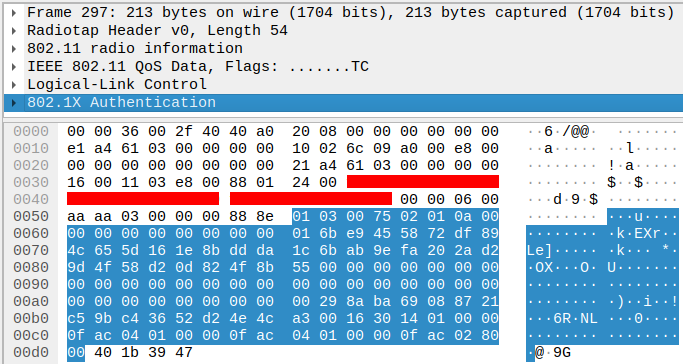 Frame 297: 213 bytes on wire (1704 bits), 213 bytes captured (1704 bits)
Radiotap Header v0, Length 54
802.11 radio information
IEEE 802.11 QoS Data, Flags: .......TC
Logical-Link Control
802.1X Authentication
0000 00 00 36 00 2f 40 40 a0 20 08 00 00 00 00 00 00 ··6·/@@· ········
0010 e1 a4 61 03 00 00 00 00 10 02 6c 09 a0 00 e8 00 ··a····· ··l·····
0020 00 00 00 00 00 00 00 00 21 a4 61 03 00 00 00 00 ········ !·a·····
0030 16 00 11 03 e8 00 88 01 24 00 $··$
0040 00 00 06 00 ··d·9·$·
0050 aa aa 03 00 00 00 88 8e 01 03 00 75 02 01 0a 00 ········ ···u····
0060 00 00 00 00 00 00 00 00 01 6b e9 45 58 72 df 89 ········ ·k·EXr··
0070 4c 65 5d 16 1e 8b dd da 1c 6b ab 9e fa 20 2a d2 Le]····· ·k··· *·
0080 9d 4f 58 d2 0d 82 4f 8b 55 00 00 00 00 00 00 00 ·OX···O· U·······
0090 00 00 00 00 00 00 00 00 00 00 00 00 00 00 00 00 ········ ········
00a0 00 00 00 00 00 00 00 00 00 29 8a ba 69 08 87 21 ········ ·)··i··!
00b0 c5 9b c4 36 52 d2 4e 4c a3 00 16 30 14 01 00 00 ···6R·NL ···0····
00c0 0f ac 04 01 00 00 0f ac 04 01 00 00 0f ac 02 80 ········ ········
00d0 00 40 1b 39 47 ·@·9G